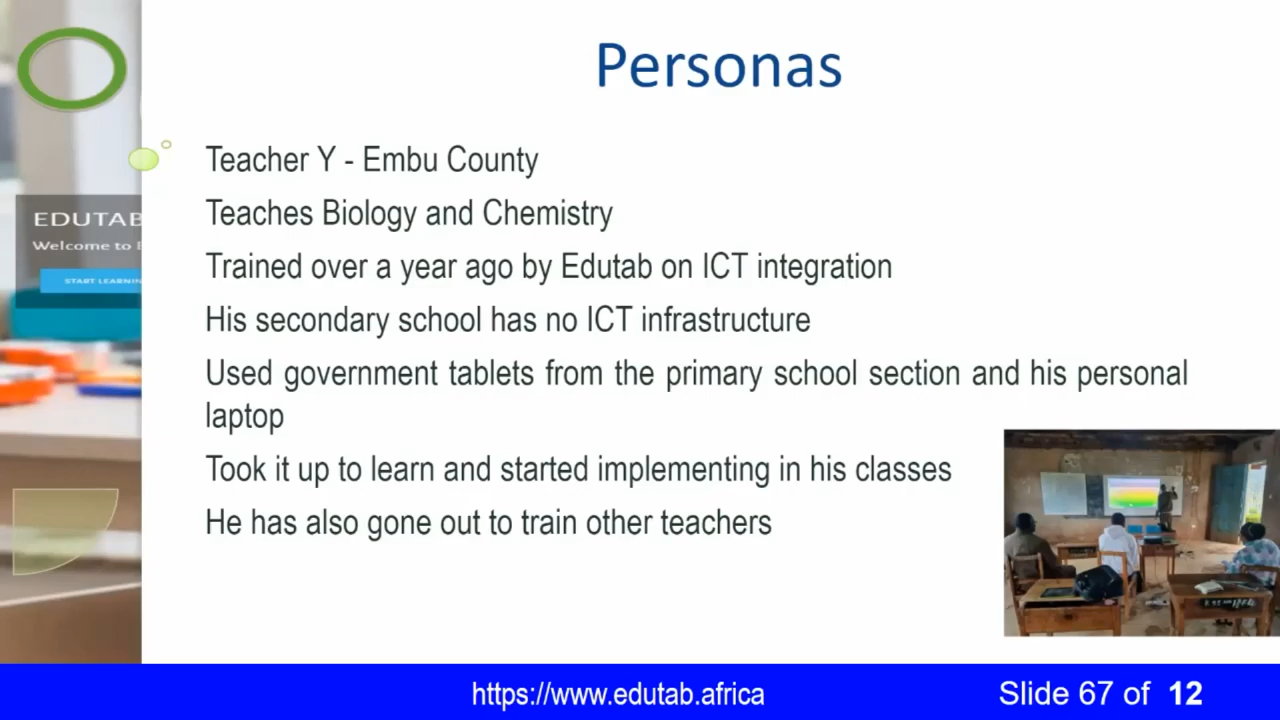 Personas
Teacher Y - Embu County
Teaches Biology and Chemistry
Trained over a year ago by Edutab on ICT integration
His secondary school has no ICT infrastructure
Used government tablets from the primary school section and his personal
laptop
Took it up to learn and started implementing in his classes
He has also gone out to train other teachers
EDUTAB
Welcome to
START LEARNIN
https://www.edutab.africa
Slide 67 of 12